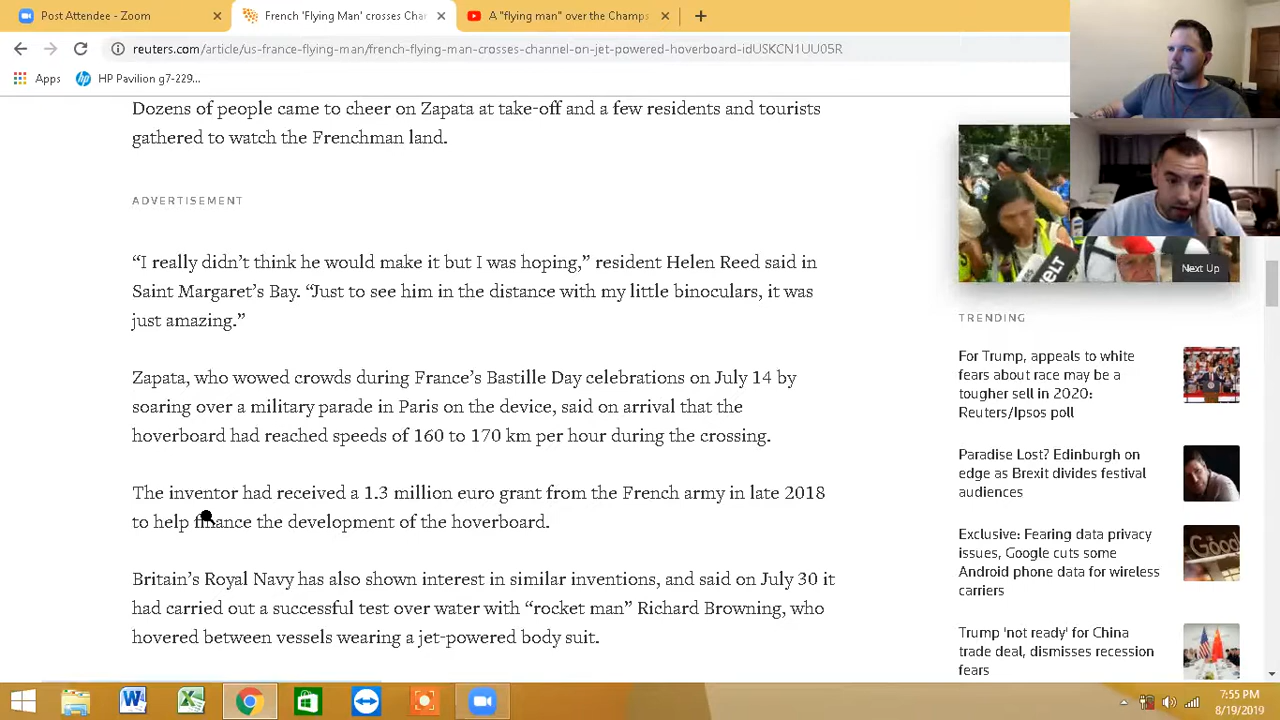 Post Attendee - Zoom
French 'Flying Man' crosses Cha
A "flying man" over the Champs
reuters.com/article/us-france-flying-man/french-flying-man-crosses-channel-on-jet-powered-hoverboard-idUSKCN1UU05R
Apps
HP Pavilion g7-229...
Dozens of people came to cheer on Zapata at take-off and a few residents and tourists
gathered to watch the Frenchman land.
ADVERTISEMENT
“I really didn’t think he would make it but I was hoping,” resident Helen Reed said in
Saint Margaret’s Bay. “Just to see him in the distance with my little binoculars, it was
just amazing.”
Zapata, who wowed crowds during France’s Bastille Day celebrations on July 14 by
soaring over a military parade in Paris on the device, said on arrival that the
hoverboard had reached speeds of 160 to 170 km per hour during the crossing.
The inventor had received a 1.3 million euro grant from the French army in late 2018
to help finance the development of the hoverboard.
Britain’s Royal Navy has also shown interest in similar inventions, and said on July 30 it
had carried out a successful test over water with “rocket man” Richard Browning, who
hovered between vessels wearing a jet-powered body suit.
Next Up
TRENDING
For Trump, appeals to white
fears about race may be a
tougher sell in 2020:
Reuters/Ipsos poll
Paradise Lost? Edinburgh on
edge as Brexit divides festival
audiences
Exclusive: Fearing data privacy
issues, Google cuts some
Android phone data for wireless
carriers
Trump 'not ready' for China
trade deal, dismisses recession
fears
7:55 PM
8/19/2019